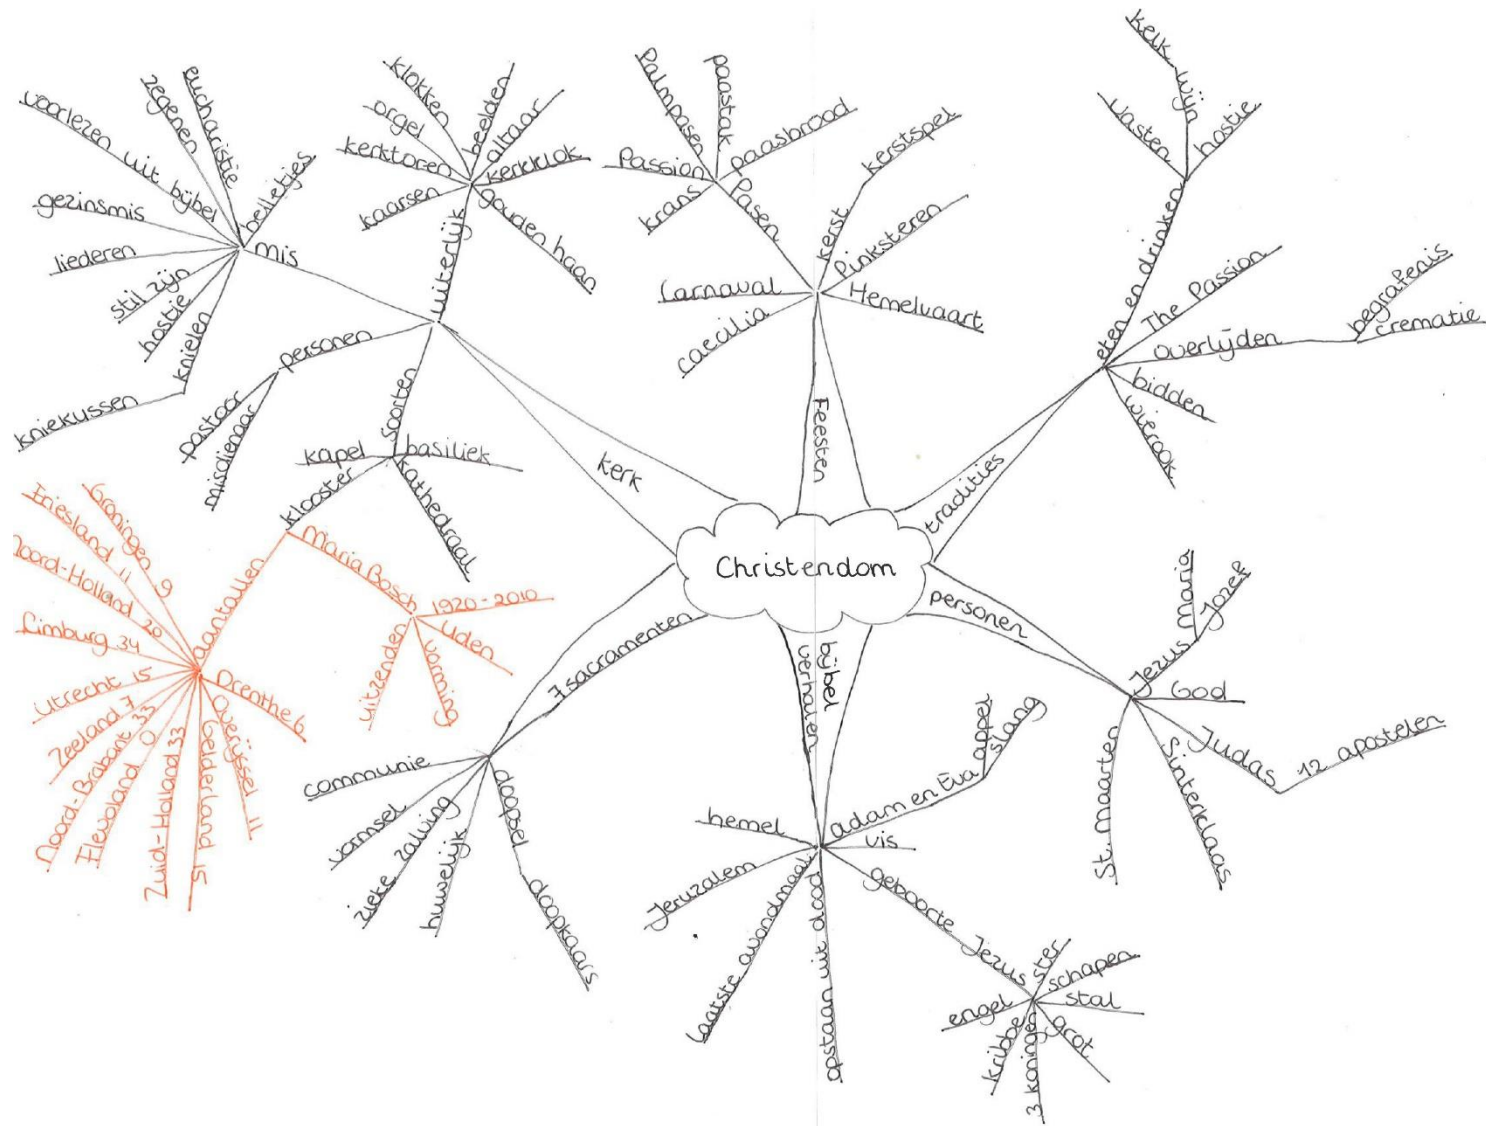 Christendom
kerk
mis
voorlezen uit bijbel
zegenen
eucharistie
belletjes
gezinsmis
liederen
stil zijn
hostie
knielen
kniekussen
uiterlijk
klokken
orgel
kerktoren
kaarsen
beelden
altaar
kerkklok
gouden haan
personen
pastoor
misdienaar
soorten
kapel
basiliek
kathedraal
klooster
aantallen
Groningen 9
Friesland 11
Noord-Holland 20
Limburg 34
Utrecht 15
Zeeland 7
Noord-Brabant 33
Flevoland 0
Zuid-Holland 33
Gelderland 51
Overijssel 11
Drenthe 6
Maria Bosch
1920-2010
Uden
vorming
uitzenden
Feesten
Pasen
Palmpasen
paastak
paasbrood
Passion
krans
kerst
kerstspel
Pinksteren
Hemelvaart
Carnaval
caecilia
tradities
eten en drinken
vasten
wijn
kelk
hostie
The Passion
overlijden
begrafenis
crematie
bidden
wierook
personen
Jezus
Maria
Jozef
God
Judas
12 apostelen
Sinterklaas
St. Maarten
bijbel
verhalen
adam en Eva
appel
slang
vis
geboorte Jezus
ster
schapen
stal
grot
3 koningen
kribbe
engel
opstaan uit dood
Laatste avondmaal
Jeruzalem
hemel
7 sacramenten
communie
vormsel
zieke zalving
huwelijk
doopsel
doopkaars